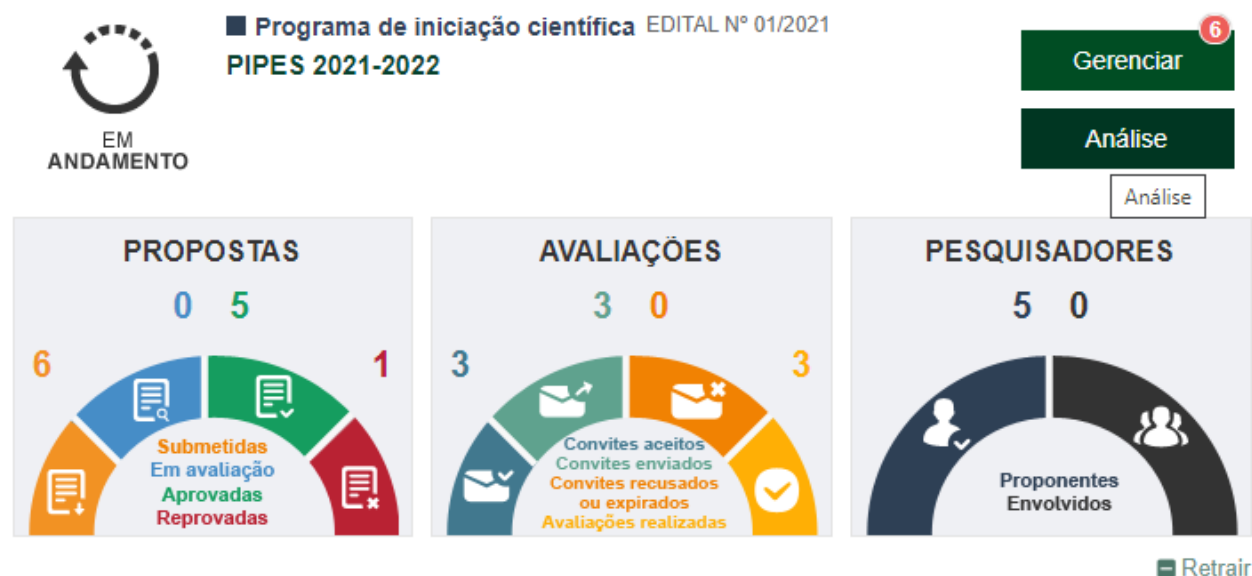 Programa de iniciação científica EDITAL Nº 01/2021
PIPES 2021-2022
EM
ANDAMENTO
6
Gerenciar
Análise
Análise
PROPOSTAS
0 5
6 1
Submetidas
Em avaliação
Aprovadas
Reprovadas
AVALIAÇÕES
3 0
3 3
Convites aceitos
Convites enviados
Convites recusados
ou expirados
Avaliações realizadas
PESQUISADORES
5 0
Proponentes
Envolvidos
Retrair